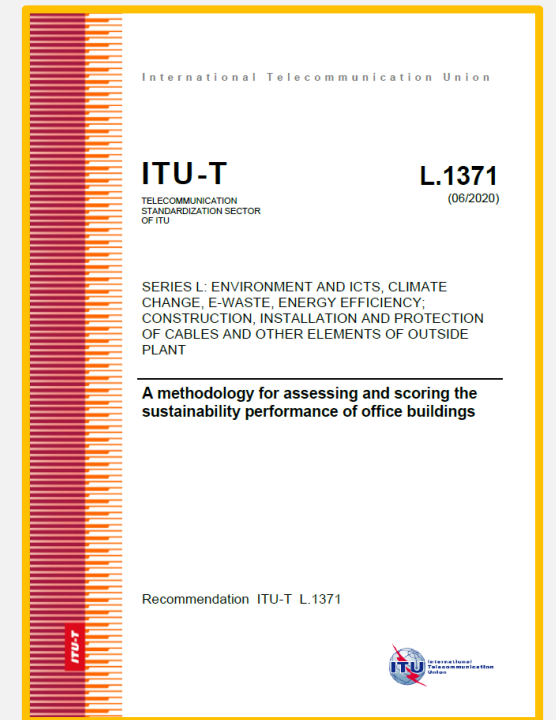 International Telecommunication Union
ITU-T
L.1371
TELECOMMUNICATION
STANDARDIZATION SECTOR
OF ITU
(06/2020)
SERIES L: ENVIRONMENT AND ICTS, CLIMATE
CHANGE, E-WASTE, ENERGY EFFICIENCY;
CONSTRUCTION, INSTALLATION AND PROTECTION
OF CABLES AND OTHER ELEMENTS OF OUTSIDE
PLANT
A methodology for assessing and scoring the
sustainability performance of office buildings
Recommendation ITU-T L.1371
ITU-T
ITU
International
Telecommunication
Union